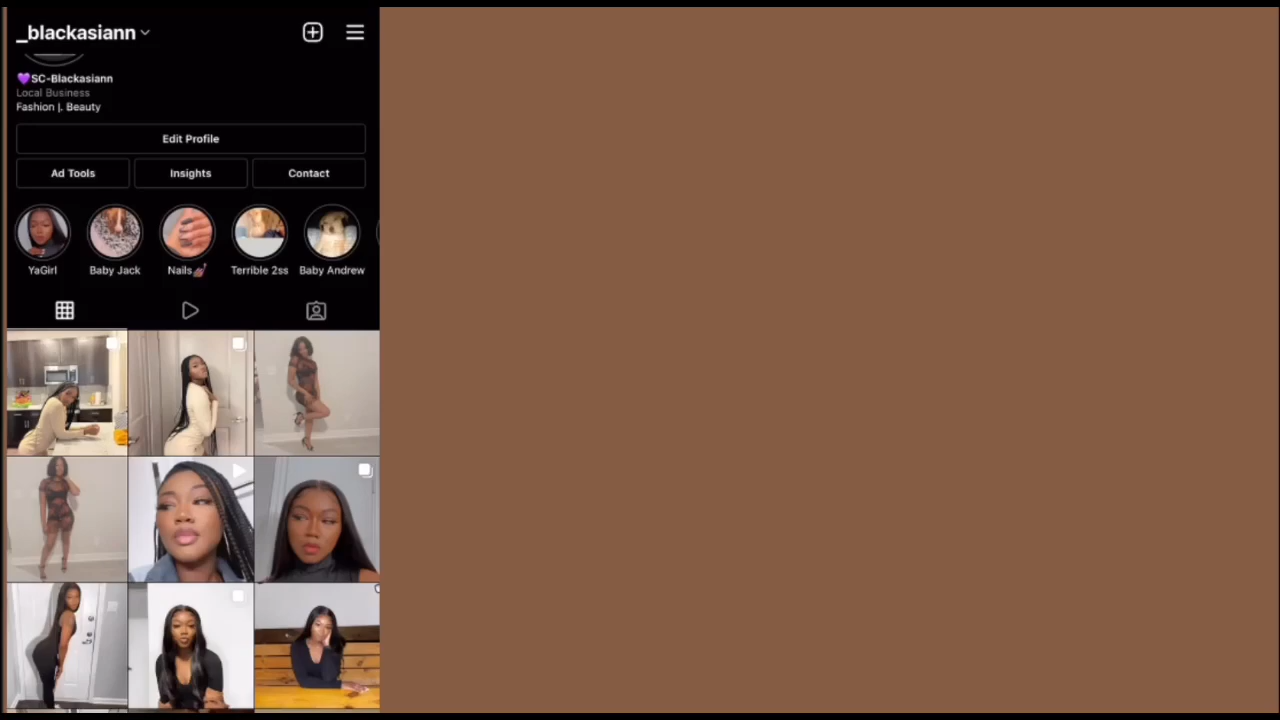 _blackasiann
💜SC-Blackasiann
Local Business
Fashion |. Beauty
Edit Profile
Ad Tools Insights Contact
YaGirl Baby Jack Nails💅🏿 Terrible 2ss Baby Andrew